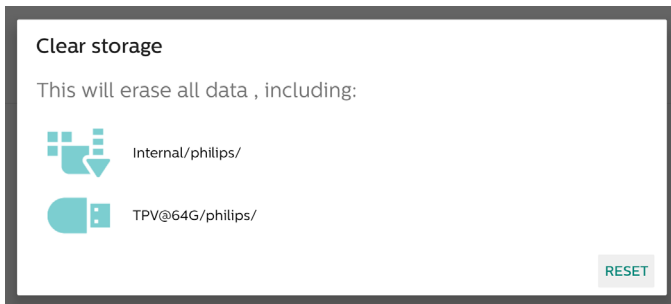 Clear storage
This will erase all data , including:
Internal/philips/
TPV@64G/philips/
RESET